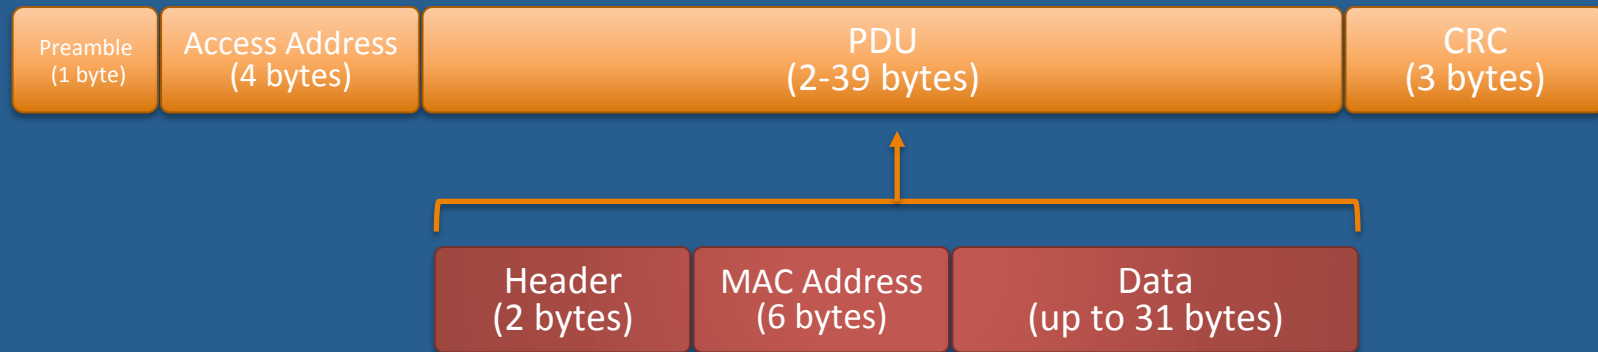 Preamble
(1 byte)
Access Address
(4 bytes)
PDU
(2-39 bytes)
CRC
(3 bytes)
Header
(2 bytes)
MAC Address
(6 bytes)
Data
(up to 31 bytes)